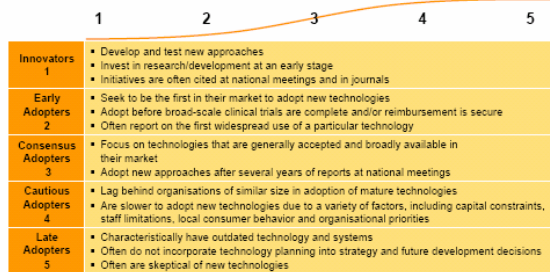 1 2 3 4 5
Innovators
1
▪ Develop and test new approaches
▪ Invest in research/development at an early stage
▪ Initiatives are often cited at national meetings and in journals
Early
Adopters
2
▪ Seek to be the first in their market to adopt new technologies
▪ Adopt before broad-scale clinical trials are complete and/or reimbursement is secure
▪ Often report on the first widespread use of a particular technology
Consensus
Adopters
3
▪ Focus on technologies that are generally accepted and broadly available in
their market
▪ Adopt new approaches after several years of reports at national meetings
Cautious
Adopters
4
▪ Lag behind organisations of similar size in adoption of mature technologies
▪ Are slower to adopt new technologies due to a variety of factors, including capital constraints,
staff limitations, local consumer behavior and organisational priorities
Late
Adopters
5
▪ Characteristically have outdated technology and systems
▪ Often do not incorporate technology planning into strategy and future development decisions
▪ Often are skeptical of new technologies